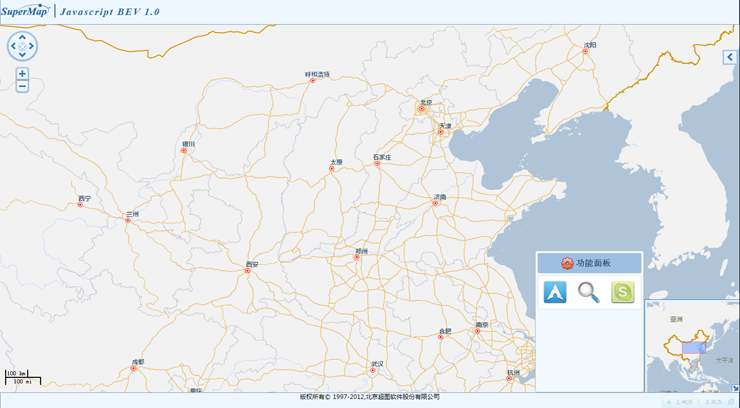 SuperMap Javascript BEV 1.0
沈阳
呼和浩特
北京
天津
银川
太原
石家庄
西宁
济南
兰州
郑州
西安
功能面板
亚洲
合肥
南京
太平洋
成都
武汉
杭州
100 km
100 mi
版权所有© 1997-2012,北京超图软件股份有限公司